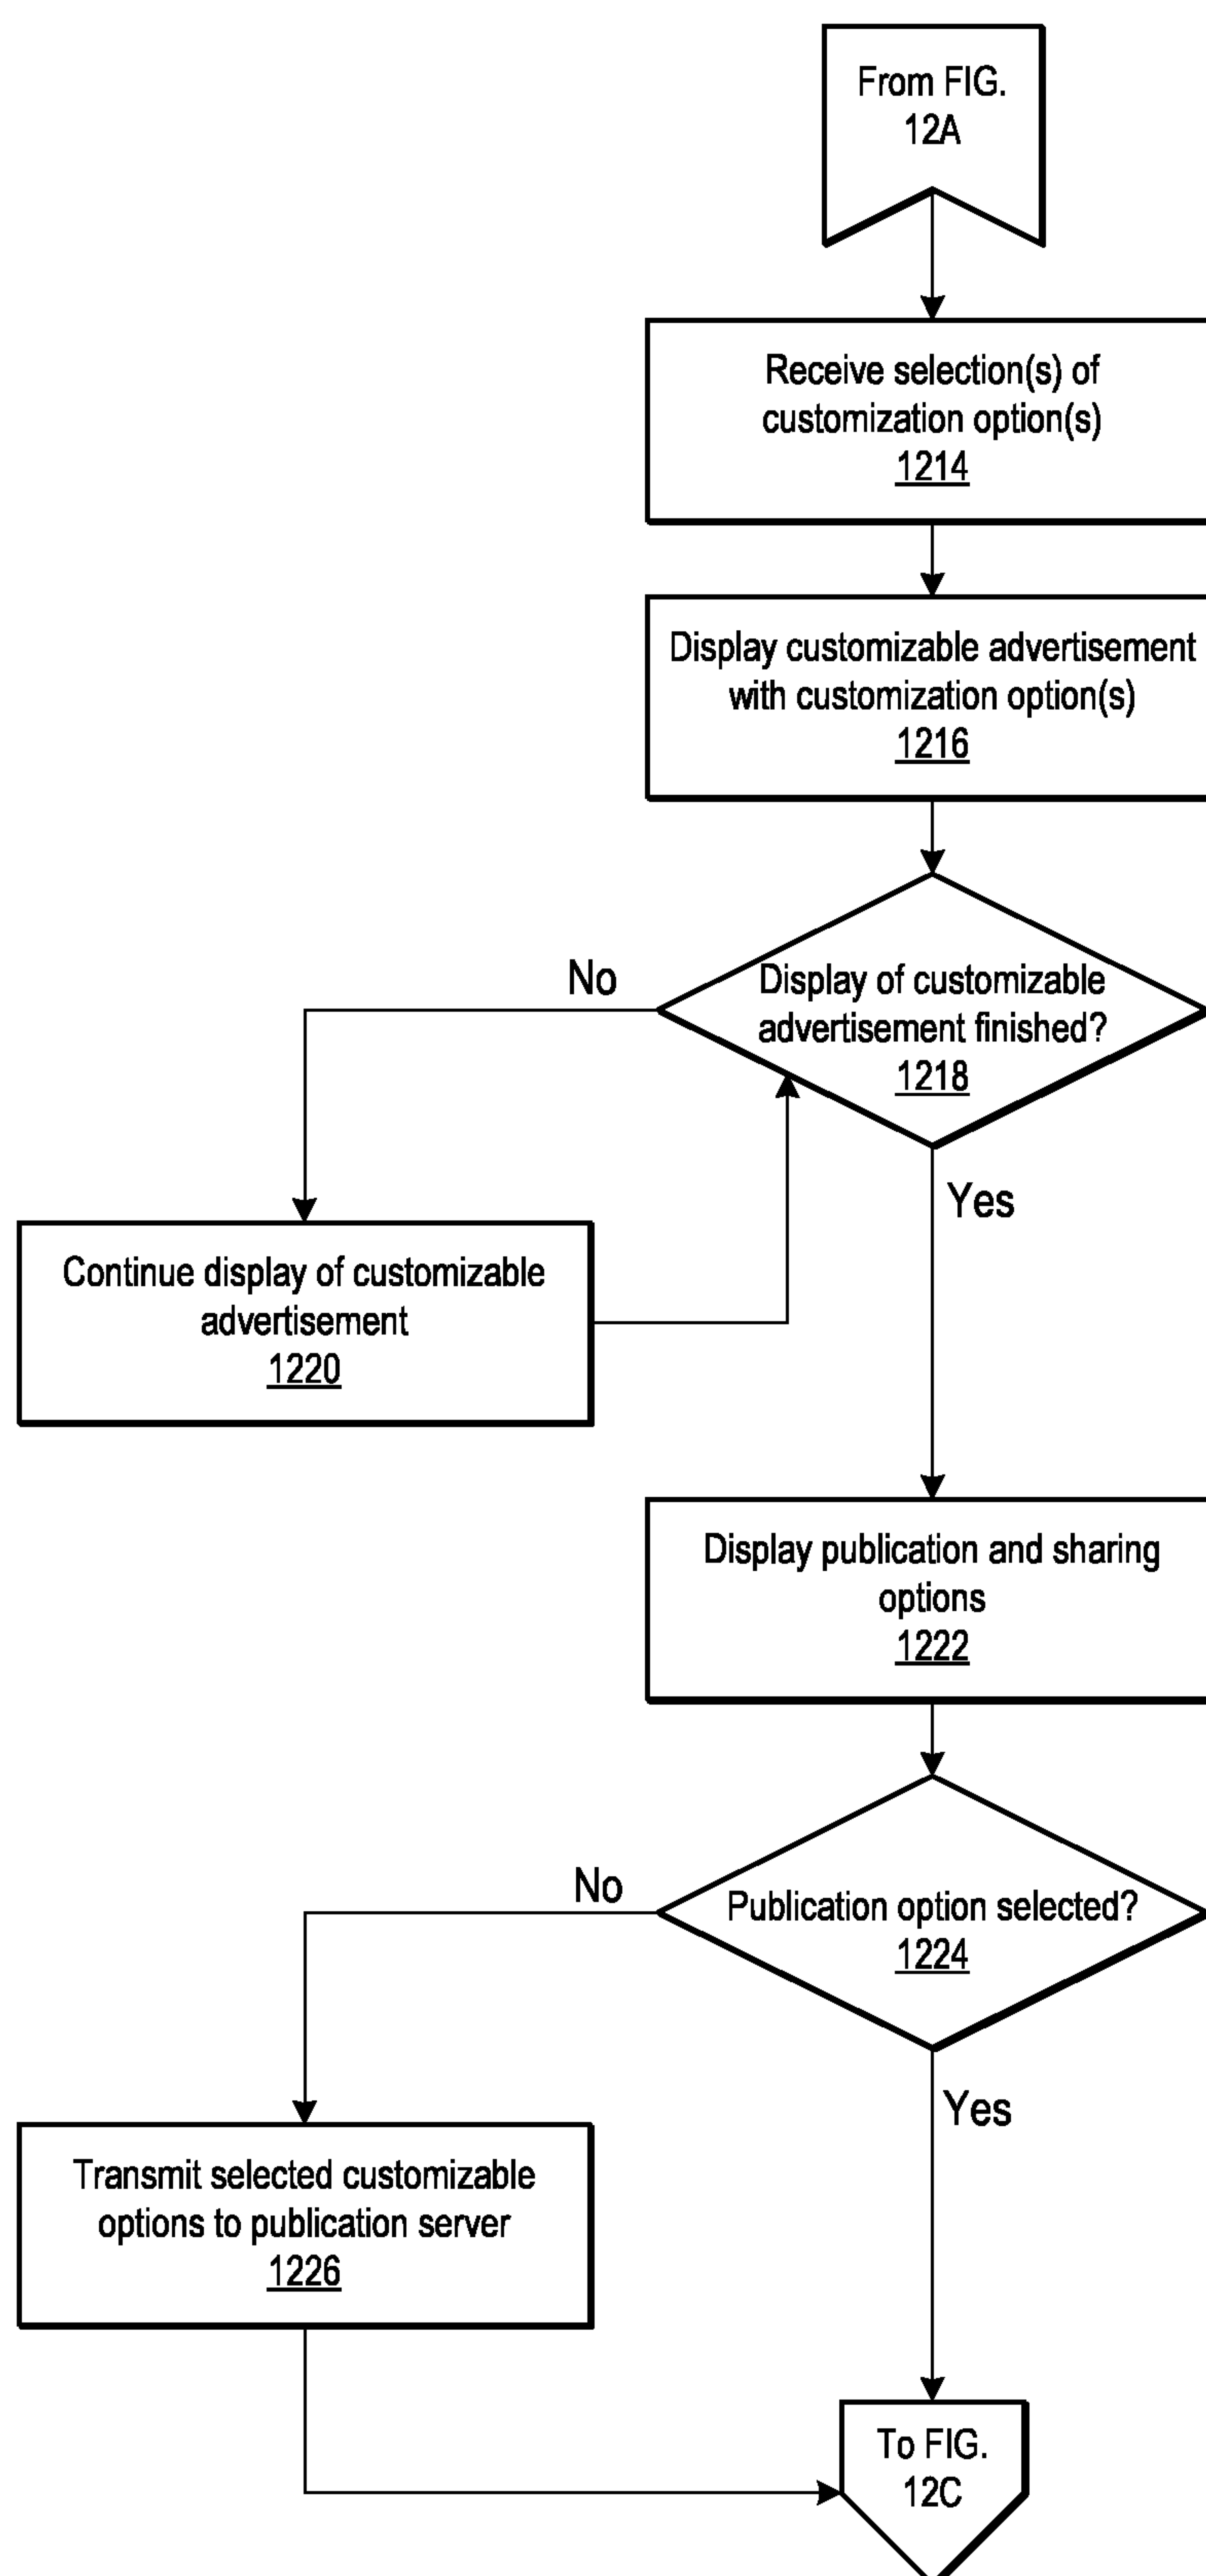 From FIG.
12A
Receive selection(s) of
customization option(s)
1214
Display customizable advertisement
with customization option(s)
1216
No
Display of customizable
advertisement finished?
1218
Yes
Continue display of customizable
advertisement
1220
Display publication and sharing
options
1222
No
Publication option selected?
1224
Yes
Transmit selected customizable
options to publication server
1226
To FIG.
12C